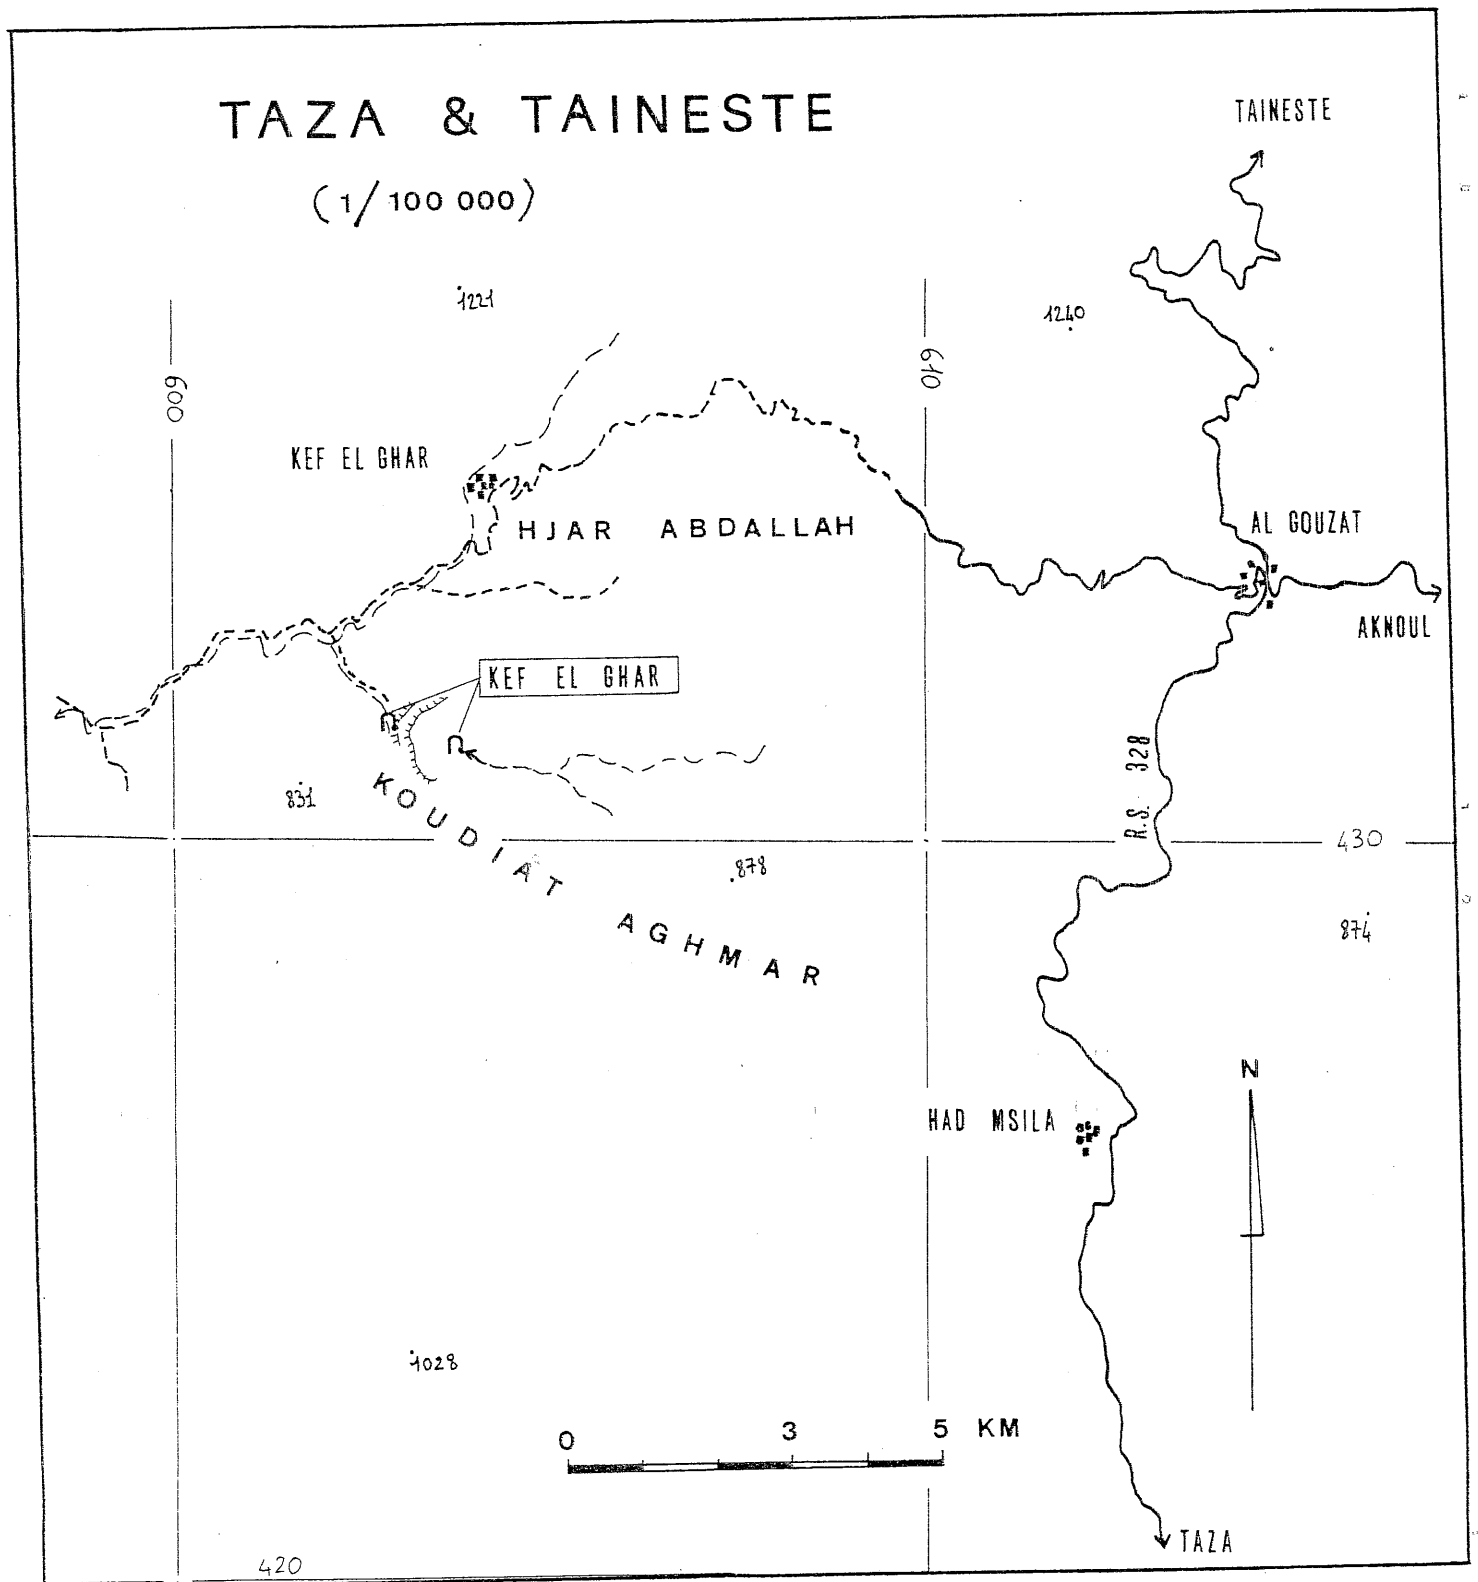 TAZA & TAINESTE
(1/100 000)
TAINESTE
1221
1240
600
610
KEF EL GHAR
HJAR ABDALLAH
AL GOUZAT
AKNOUL
KEF EL GHAR
R.S. 328
831
KOUDIAT AGHMAR
430
878
874
N
HAD MSILA
1028
0 3 5 KM
TAZA
420